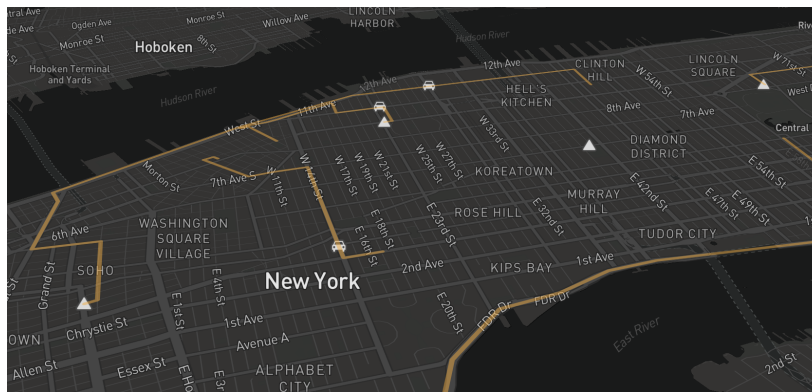 LINCOLN
HARBOR
Ogden Ave
Monroe St
Willow Ave
Monroe St
8th St
Hoboken
Hoboken Terminal
and Yards
Hudson River
Hudson River
12th Ave
12th Ave
CLINTON
HILL
LINCOLN
SQUARE
W 71st St
W 54th St
HELL'S
KITCHEN
11th Ave
8th Ave
7th Ave
Central
West St
W 33rd St
DIAMOND
DISTRICT
Morton St
7th Ave S
W 11th St
W 14th St
W 17th St
W 19th St
W 21st St
W 25th St
W 27th St
KOREATOWN
E 54th St
MURRAY
HILL
E 42nd St
E 47th St
E 49th St
6th Ave
WASHINGTON
SQUARE
VILLAGE
E 16th St
E 18th St
E 23rd St
ROSE HILL
E 32nd St
TUDOR CITY
SOHO
Grand St
E 4th St
New York
2nd Ave
KIPS BAY
1st Ave
E 1st St
Chrystie St
1st Ave
Avenue A
E 20th St
FDR Dr
FDR Dr
East River
OWN
Allen St
Essex St
ALPHABET
CITY
2nd St